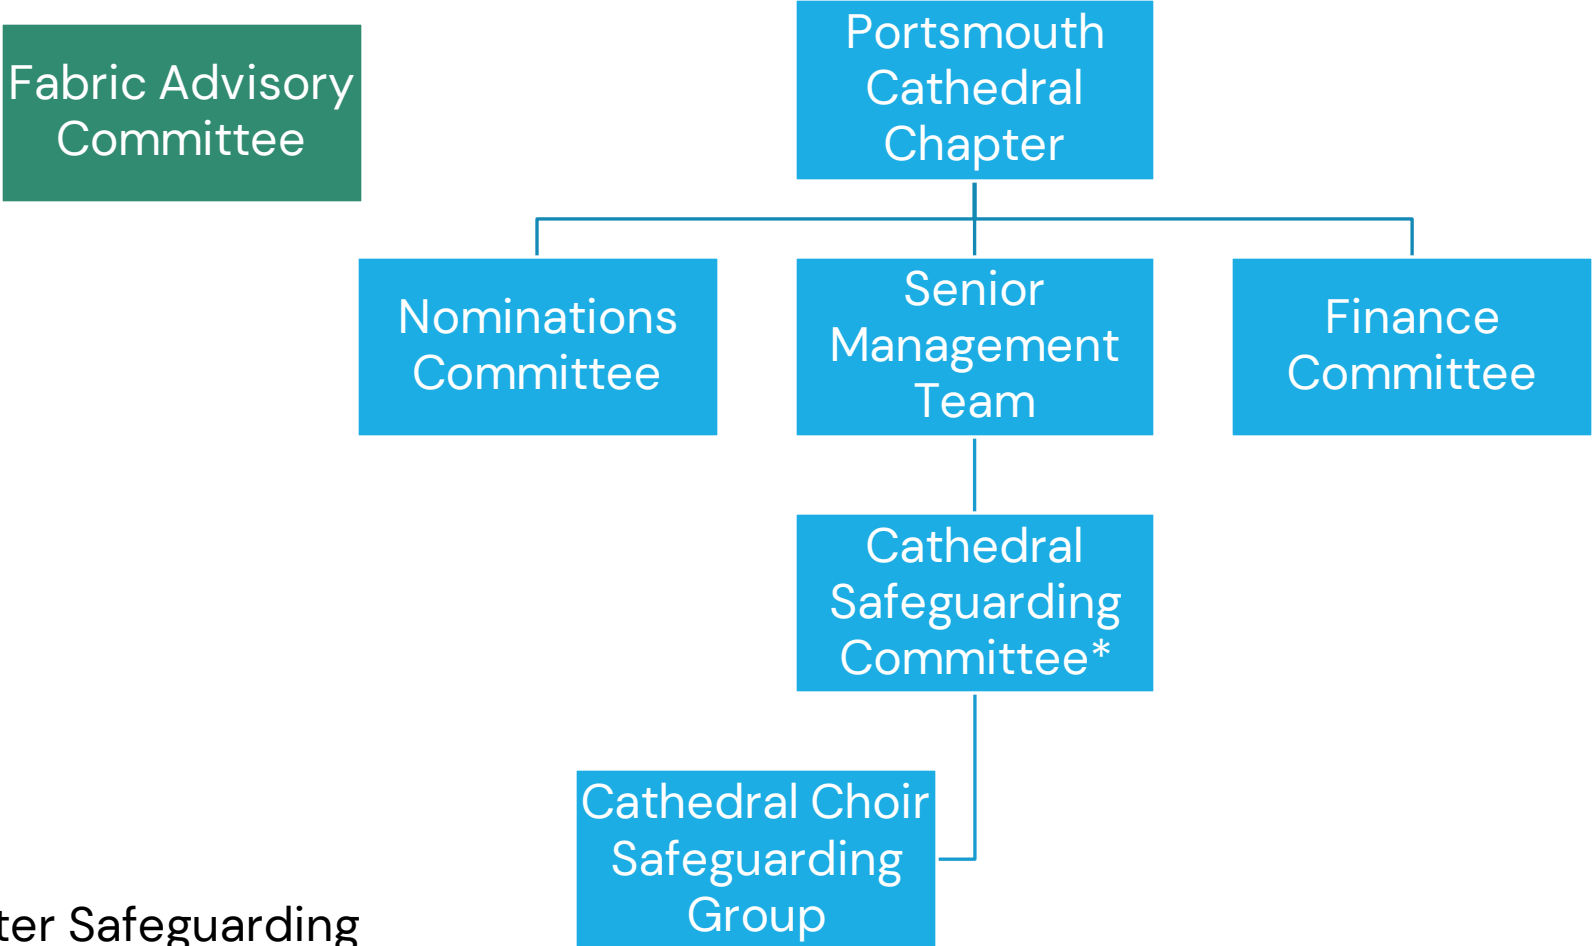 Fabric Advisory
Committee
Portsmouth
Cathedral
Chapter
Nominations
Committee
Senior
Management
Team
Finance
Committee
Cathedral
Safeguarding
Committee*
Cathedral Choir
Safeguarding
Group
Safeguarding